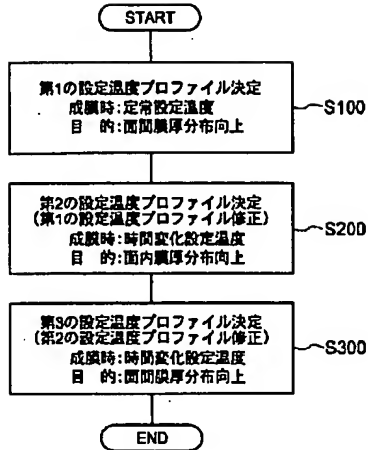 START
第1の設定温度プロファイル決定
成膜時:定常設定温度
目 的:面間膜厚分布向上
S100
第2の設定温度プロファイル決定
(第1の設定温度プロファイル修正)
成膜時:時間変化設定温度
目 的:面内膜厚分布向上
S200
第3の設定温度プロファイル決定
(第2の設定温度プロファイル修正)
成膜時:時間変化設定温度
目 的:面間膜厚分布向上
S300
END